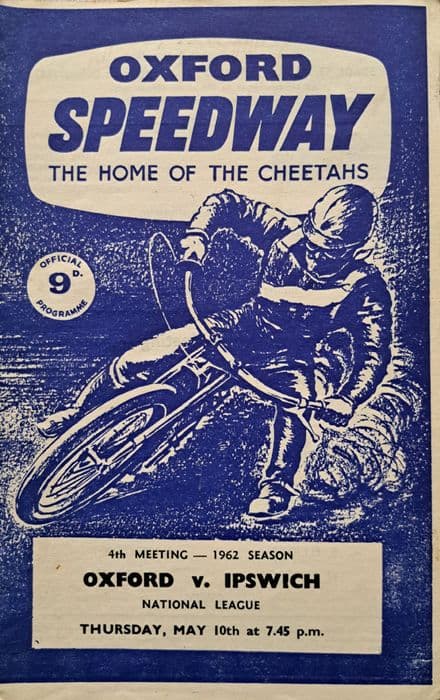 OXFORD
SPEEDWAY
THE HOME OF THE CHEETAHS
OFFICIAL
9D.
PROGRAMME
4th MEETING — 1962 SEASON
OXFORD v. IPSWICH
NATIONAL LEAGUE
THURSDAY, MAY 10th at 7.45 p.m.